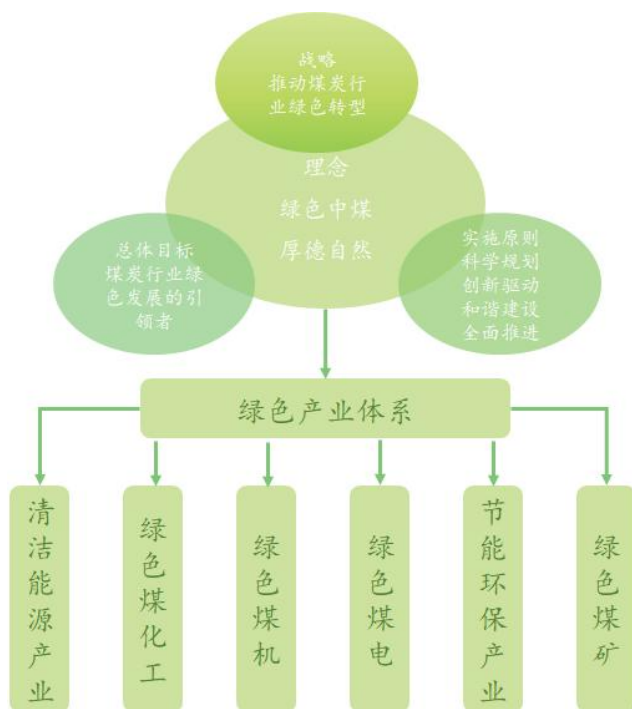 战略
推动煤炭行
业绿色转型
理念
绿色中煤
厚德自然
总体目标
煤炭行业绿
色发展的引
领者
实施原则
科学规划
创新驱动
和谐建设
全面推进
绿色产业体系
清洁能源产业
绿色煤化工
绿色煤机
绿色煤电
节能环保产业
绿色煤矿